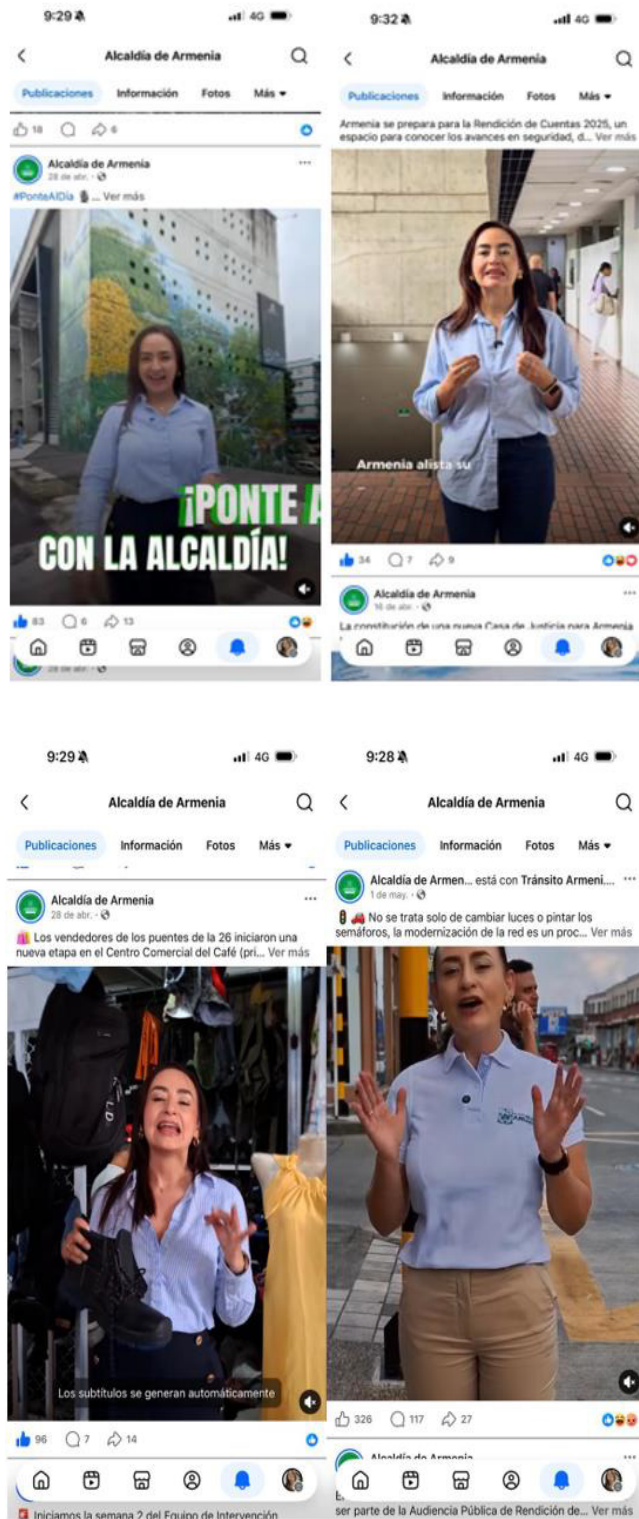 9:29
4G
Alcaldía de Armenia
Publicaciones Información Fotos Más
18 6
Alcaldía de Armenia
28 de abr.
#PonteAlDía ... Ver más
¡PONTE A
CON LA ALCALDÍA!
83 6 13
28 de abr.
9:32
4G
Alcaldía de Armenia
Publicaciones Información Fotos Más
Armenia se prepara para la Rendición de Cuentas 2025, un
espacio para conocer los avances en seguridad, d... Ver más
Armenia alista su
34 7 9
Alcaldía de Armenia
16 de abr.
La constitución de una nueva Casa de Justicia para Armenia
9:29
4G
Alcaldía de Armenia
Publicaciones Información Fotos Más
Alcaldía de Armenia
28 de abr.
Los vendedores de los puentes de la 26 iniciaron una
nueva etapa en el Centro Comercial del Café (pri... Ver más
Los subtítulos se generan automáticamente
96 7 14
Iniciamos la semana 2 del Equipo de Intervención
9:28
4G
Alcaldía de Armenia
Publicaciones Información Fotos Más
Alcaldía de Armen... está con Tránsito Armeni....
1 de may.
No se trata solo de cambiar luces o pintar los
semáforos, la modernización de la red es un proc... Ver más
326 117 27
Alcaldía de Armenia
ser parte de la Audiencia Pública de Rendición de... Ver más